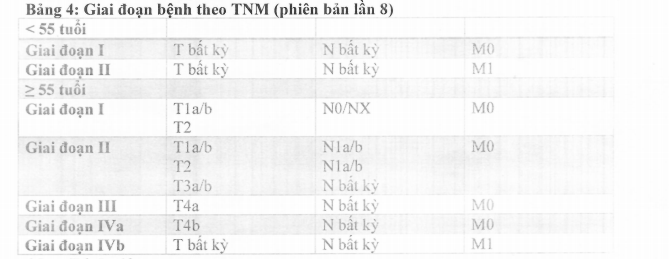 Bảng 4: Giai đoạn bệnh theo TNM (phiên bản lần 8)
< 55 tuổi
Giai đoạn I T bất kỳ N bất kỳ M0
Giai đoạn II T bất kỳ N bất kỳ M1
≥ 55 tuổi
Giai đoạn I T1a/b N0/NX M0
T2
Giai đoạn II T1a/b N1a/b M0
T2 N1a/b
T3a/b N bất kỳ
Giai đoạn III T4a N bất kỳ M0
Giai đoạn IVa T4b N bất kỳ M0
Giai đoạn IVb T bất kỳ N bất kỳ M1